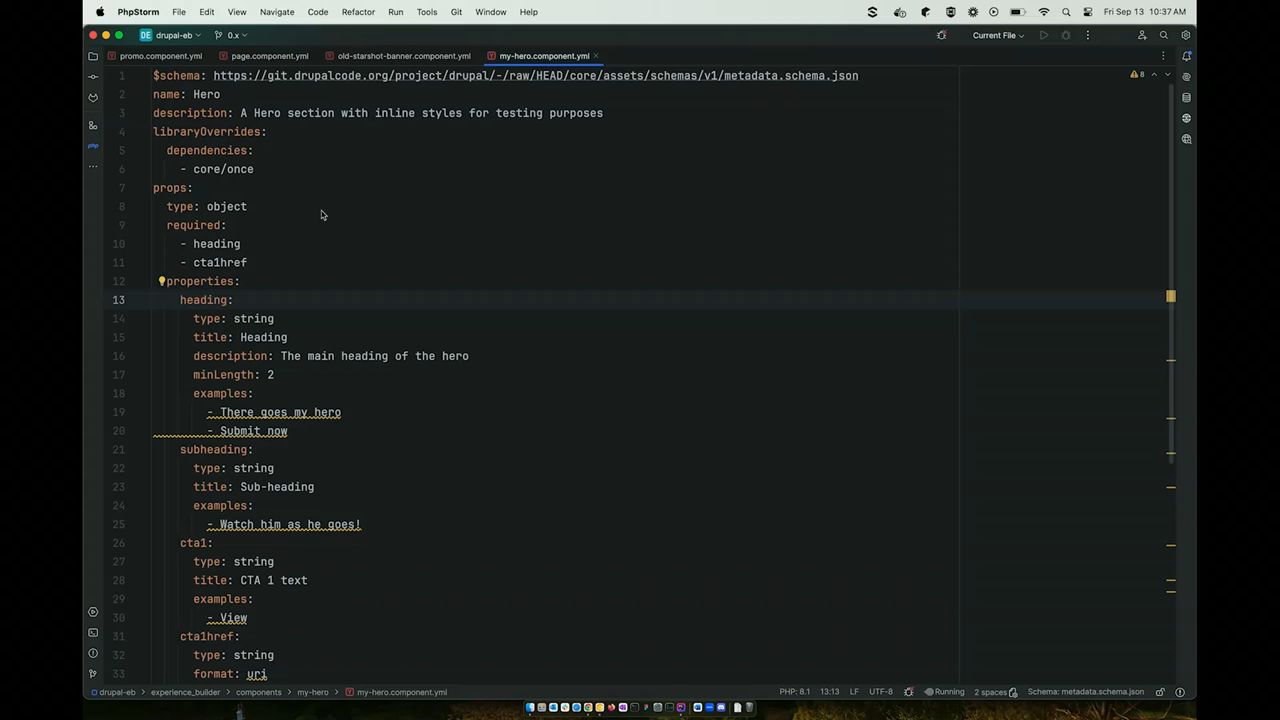 PhpStorm File Edit View Navigate Code Refactor Run Tools Git Window Help Fri Sep 13 10:37 AM
drupal-eb 0.x Current File
promo.component.yml page.component.yml old-starshot-banner.component.yml my-hero.component.yml
1 $schema: https://git.drupalcode.org/project/drupal/-/raw/HEAD/core/assets/schemas/v1/metadata.schema.json 8
2 name: Hero
3 description: A Hero section with inline styles for testing purposes
4 libraryOverrides:
5 dependencies:
6 - core/once
7 props:
8 type: object
9 required:
10 - heading
11 - cta1href
12 properties:
13 heading:
14 type: string
15 title: Heading
16 description: The main heading of the hero
17 minLength: 2
18 examples:
19 - There goes my hero
20 - Submit now
21 subheading:
22 type: string
23 title: Sub-heading
24 examples:
25 - Watch him as he goes!
26 cta1:
27 type: string
28 title: CTA 1 text
29 examples:
30 - View
31 cta1href:
32 type: string
33 format: uri
drupal-eb experience_builder components my-hero my-hero.component.yml PHP: 8.1 13:13 LF UTF-8 Running 2 spaces Schema: metadata.schema.json